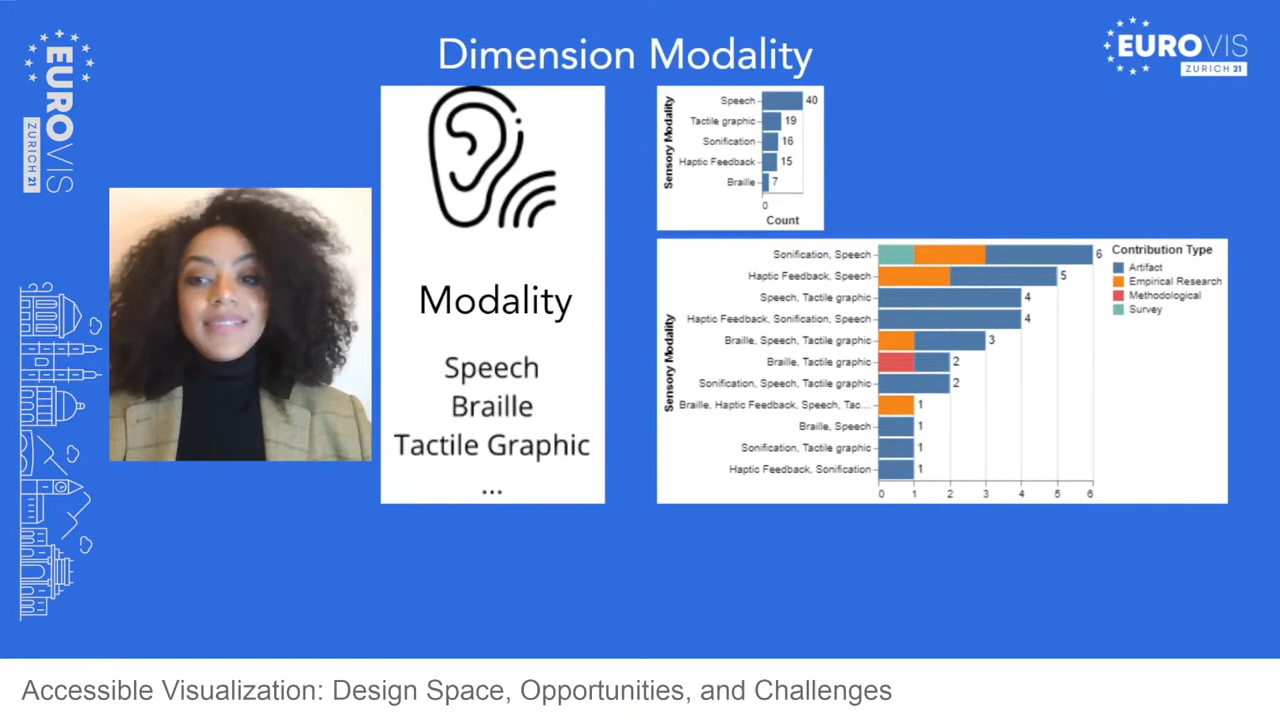 Dimension Modality
EUROVIS
ZURICH 21
EUROVIS
ZURICH 21
Modality
Speech
Braille
Tactile Graphic
...
Sensory Modality
Speech 40
Tactile graphic 19
Sonification 16
Haptic Feedback 15
Braille 7
0
Count
Sensory Modality
Sonification, Speech 6
Haptic Feedback, Speech 5
Speech, Tactile graphic 4
Haptic Feedback, Sonification, Speech 4
Braille, Speech, Tactile graphic 3
Braille, Tactile graphic 2
Sonification, Speech, Tactile graphic 2
Braille, Haptic Feedback, Speech, Tac... 1
Braille, Speech 1
Sonification, Tactile graphic 1
Haptic Feedback, Sonification 1
0 1 2 3 4 5 6
Contribution Type
Artifact
Empirical Research
Methodological
Survey
Accessible Visualization: Design Space, Opportunities, and Challenges